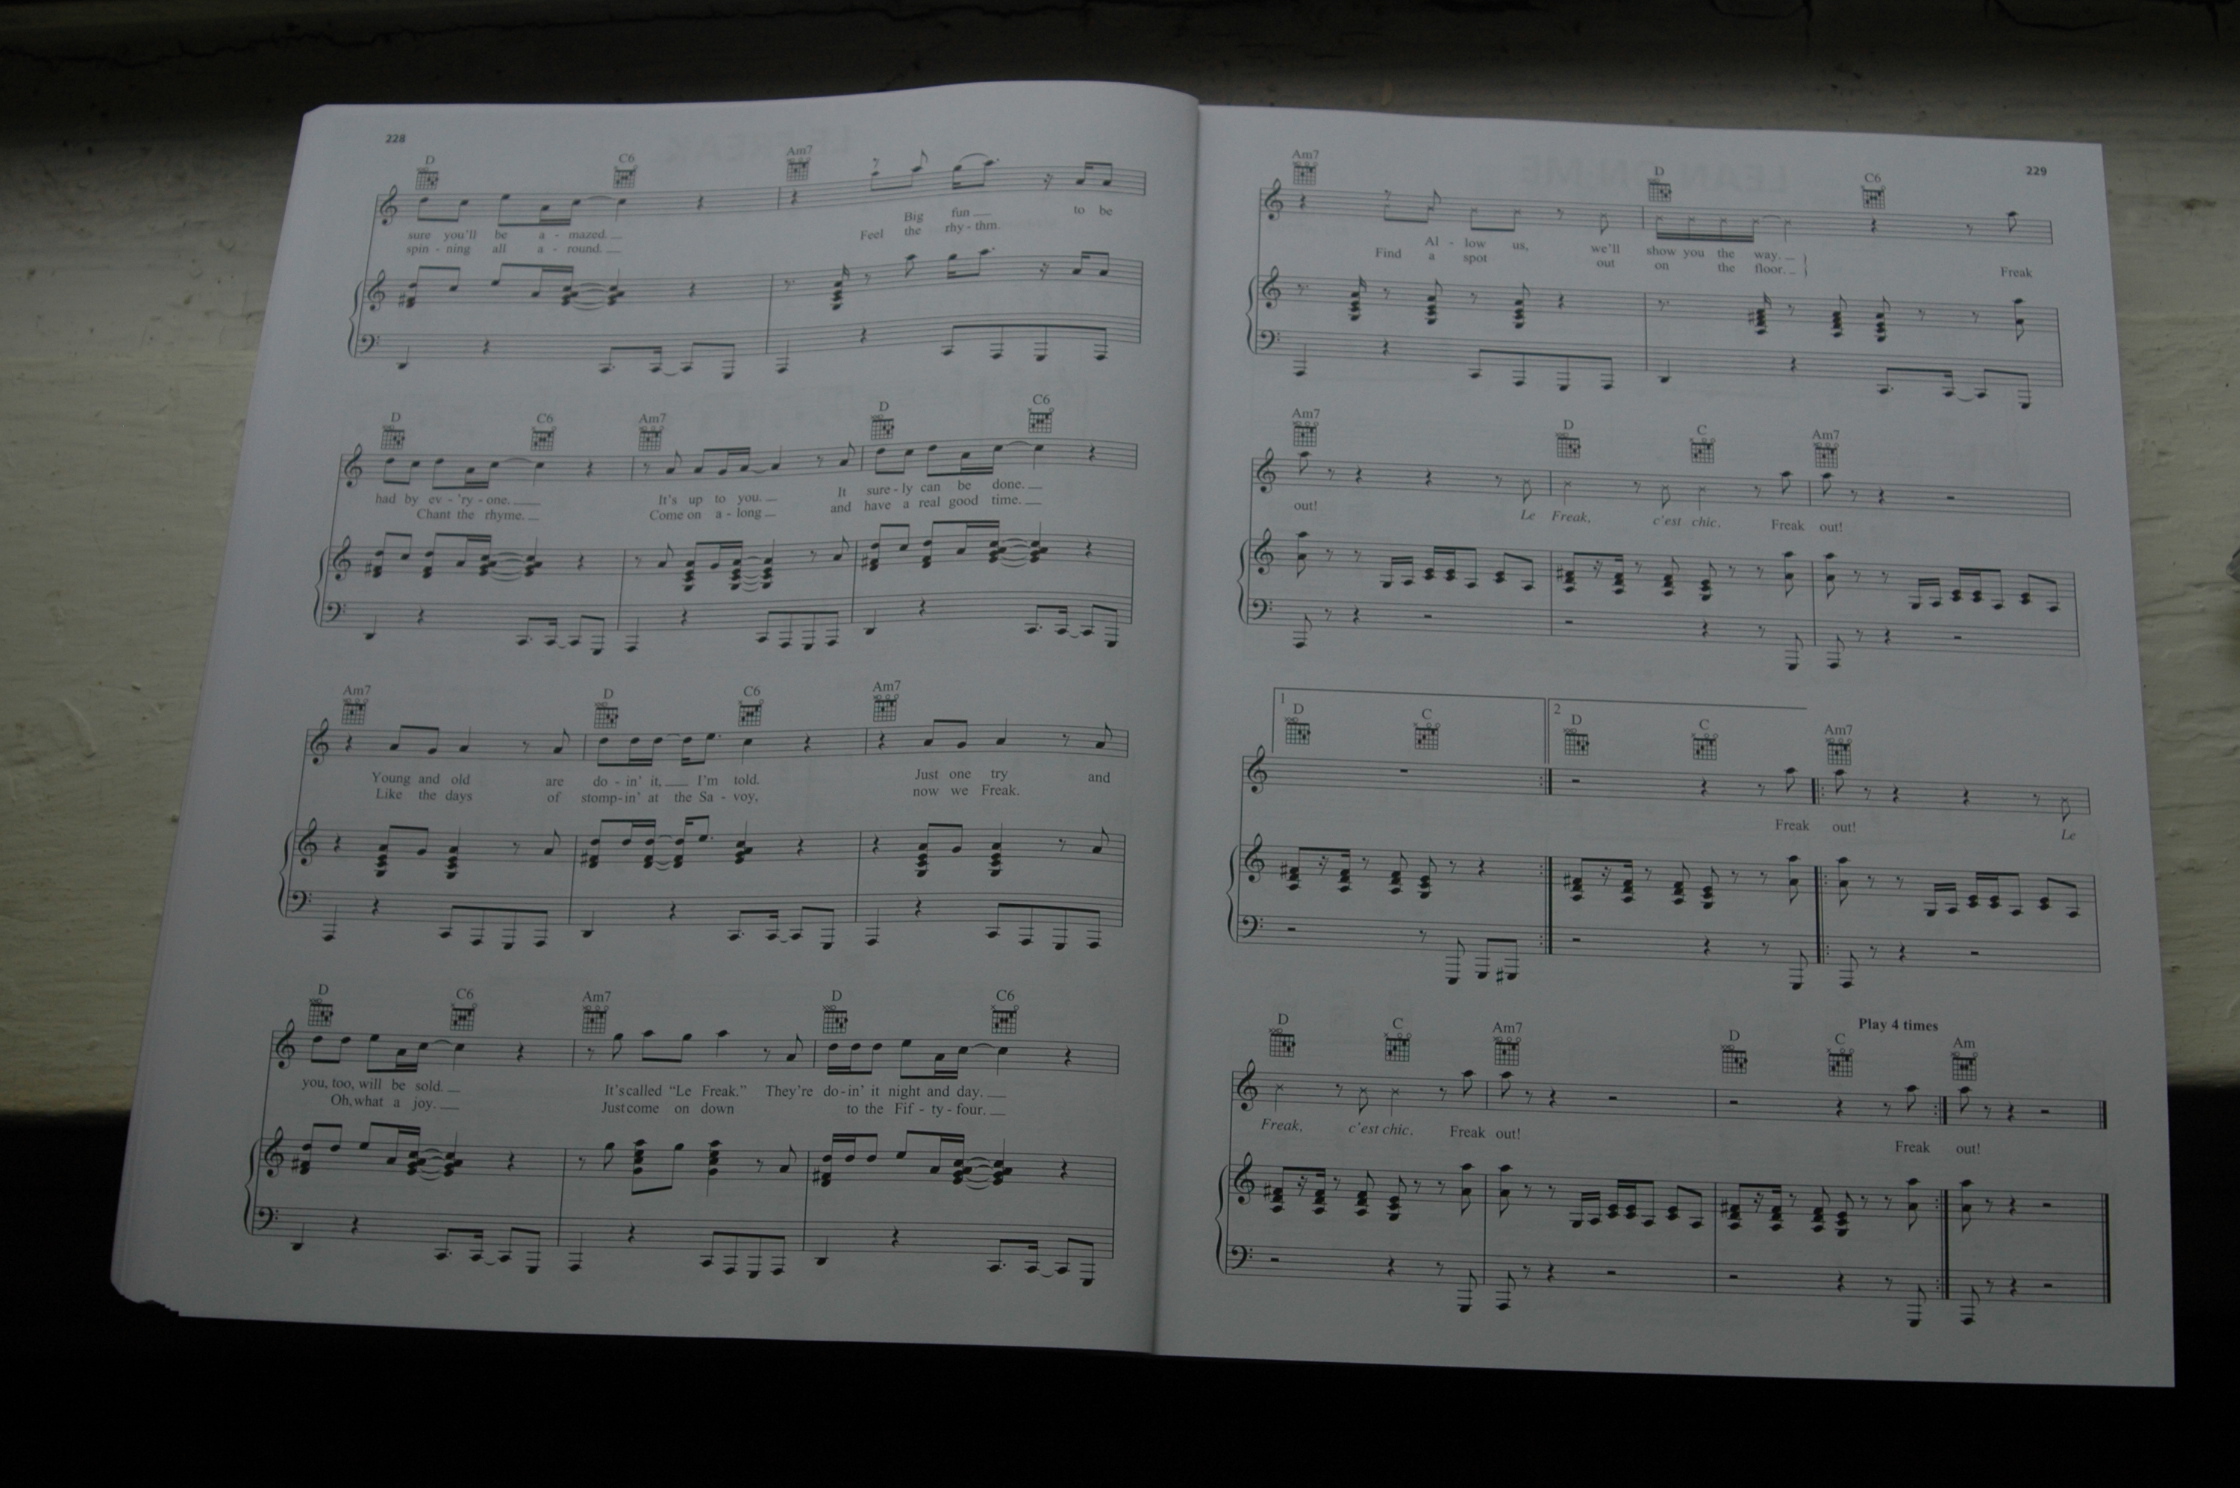 228
D C6 Am7
sure you'll be a - mazed. Big fun to be
spin - ning all a - round. Feel the rhy - thm.
D C6 Am7 D C6
had by ev - 'ry - one. It's up to you. It sure - ly can be done.
Chant the rhyme. Come on a - long and have a real good time.
Am7 D C6 Am7
Young and old are do - in' it, I'm told. Just one try and
Like the days of stomp - in' at the Sa - voy, now we Freak.
D C6 Am7 D C6
you, too, will be sold. It's called "Le Freak." They're do - in' it night and day.
Oh, what a joy. Just come on down to the Fif - ty - four.
229
Am7 D C6
Al - low us, we'll show you the way.
Find a spot out on the floor. Freak
Am7 D C Am7
out! Le Freak, c'est chic. Freak out!
1 D C 2 D C Am7
Freak out! Le
Play 4 times
D C Am7 D C Am
Freak, c'est chic. Freak out! Freak out!